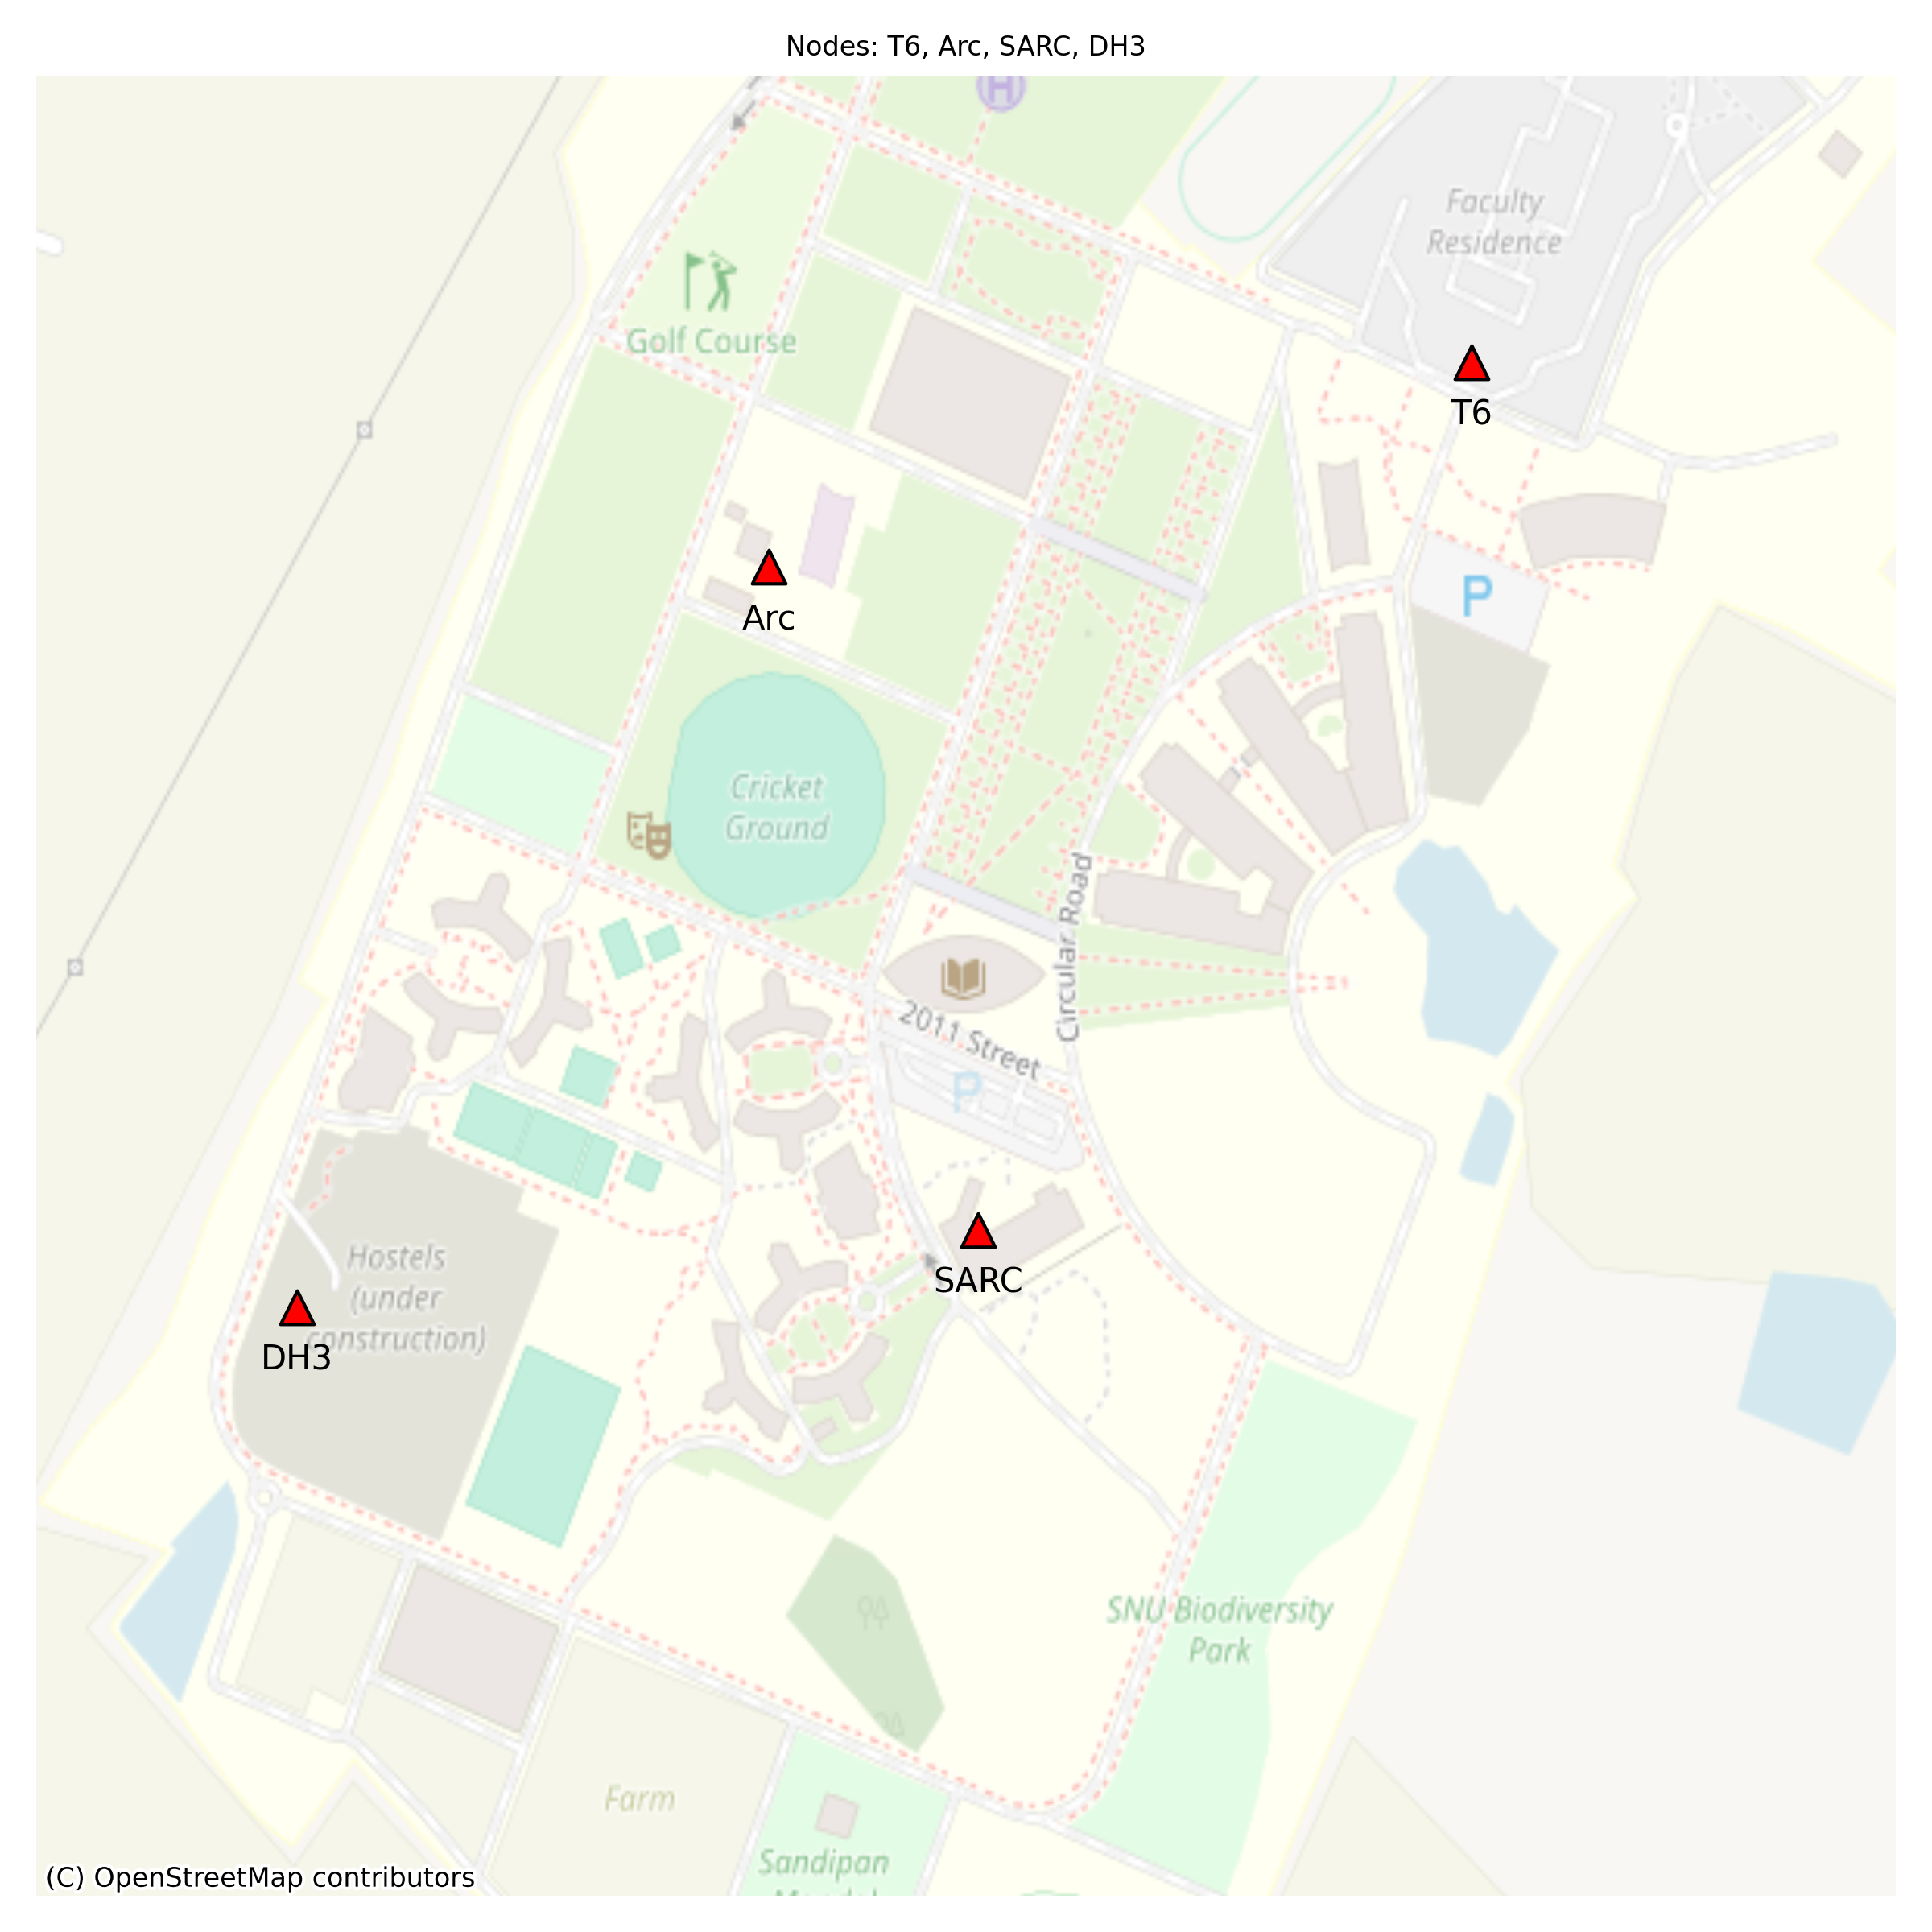 Nodes: T6, Arc, SARC, DH3
H
Faculty
Residence
Golf Course
T6
Arc
P
Cricket
Ground
Circular Road
2011 Street
P
SARC
Hostels
(under
construction)
DH3
SNU Biodiversity
Park
Farm
Sandipan
(C) OpenStreetMap contributors